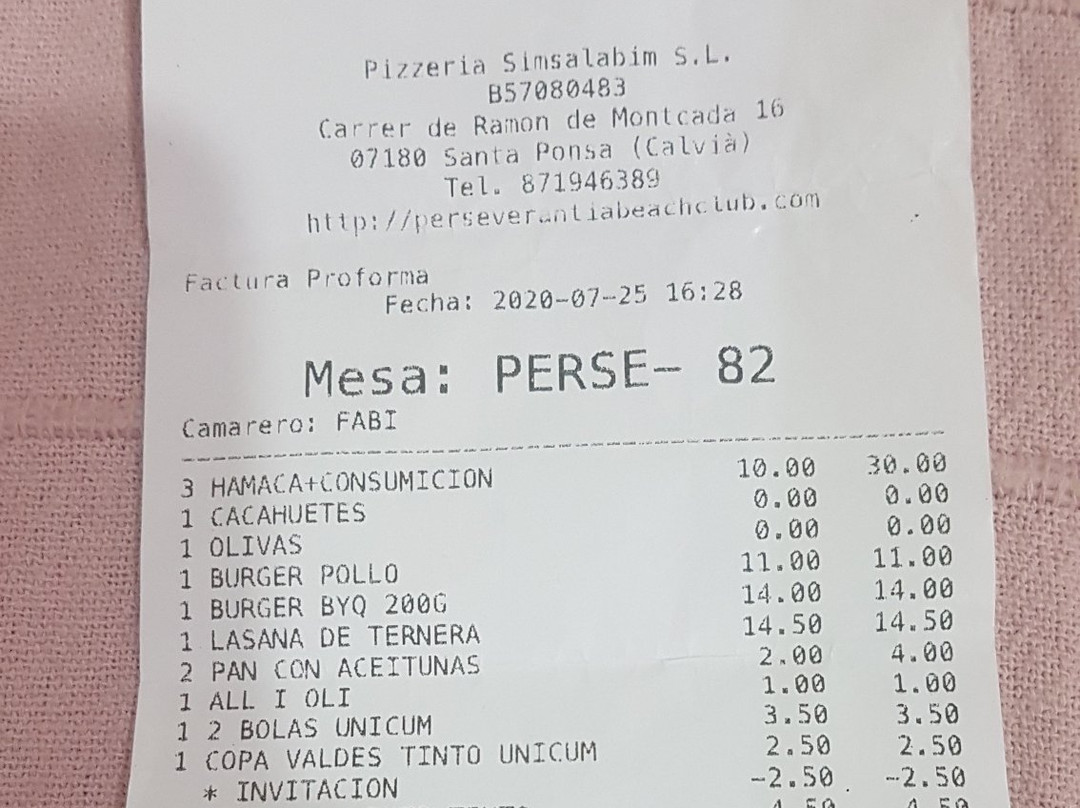 Pizzeria Simsalabim S.L.
B57080483
Carrer de Ramon de Montcada 16
07180 Santa Ponsa (Calvià)
Tel. 871946389
http://perseverantiabeachclub.com
Factura Proforma
Fecha: 2020-07-25 16:28
Mesa: PERSE- 82
Camarero: FABI
3 HAMACA+CONSUMICION 10.00 30.00
1 CACAHUETES 0.00 0.00
1 OLIVAS 0.00 0.00
1 BURGER POLLO 11.00 11.00
1 BURGER BYQ 200G 14.00 14.00
1 LASANA DE TERNERA 14.50 14.50
2 PAN CON ACEITUNAS 2.00 4.00
1 ALL I OLI 1.00 1.00
1 2 BOLAS UNICUM 3.50 3.50
1 COPA VALDES TINTO UNICUM 2.50 2.50
* INVITACION -2.50 -2.50